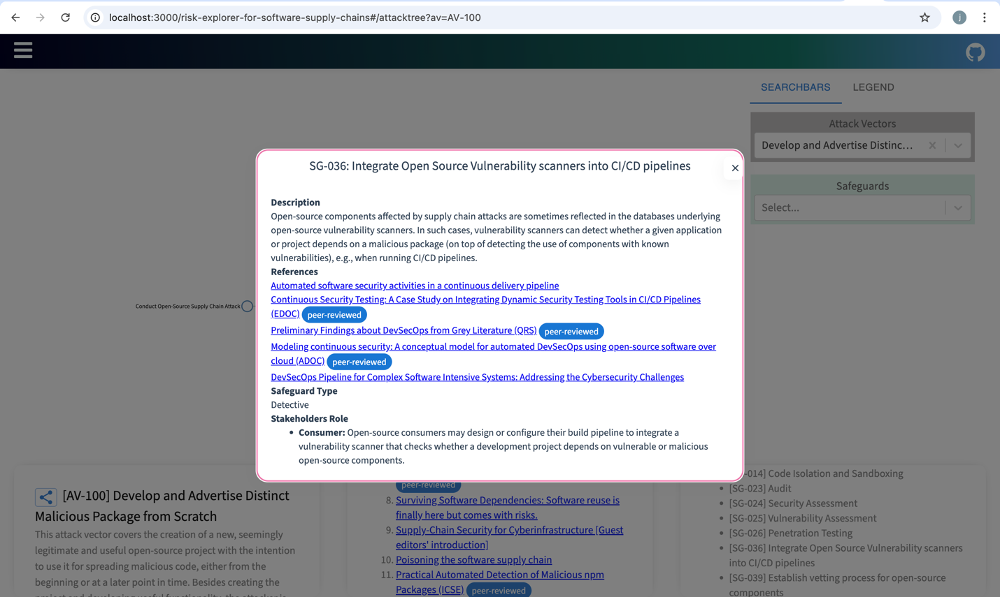 localhost:3000/risk-explorer-for-software-supply-chains#/attacktree?av=AV-100
j
SEARCHBARS LEGEND
Attack Vectors
Develop and Advertise Distinc...
Safeguards
Select...
Conduct Open-Source Supply Chain Attack
SG-036: Integrate Open Source Vulnerability scanners into CI/CD pipelines
Description
Open-source components affected by supply chain attacks are sometimes reflected in the databases underlying
open-source vulnerability scanners. In such cases, vulnerability scanners can detect whether a given application
or project depends on a malicious package (on top of detecting the use of components with known
vulnerabilities), e.g., when running CI/CD pipelines.
References
Automated software security activities in a continuous delivery pipeline
Continuous Security Testing: A Case Study on Integrating Dynamic Security Testing Tools in CI/CD Pipelines
(EDOC) peer-reviewed
Preliminary Findings about DevSecOps from Grey Literature (QRS) peer-reviewed
Modeling continuous security: A conceptual model for automated DevSecOps using open-source software over
cloud (ADOC) peer-reviewed
DevSecOps Pipeline for Complex Software Intensive Systems: Addressing the Cybersecurity Challenges
Safeguard Type
Detective
Stakeholders Role
• Consumer: Open-source consumers may design or configure their build pipeline to integrate a
vulnerability scanner that checks whether a development project depends on vulnerable or malicious
open-source components.
[AV-100] Develop and Advertise Distinct
Malicious Package from Scratch
This attack vector covers the creation of a new, seemingly
legitimate and useful open-source project with the intention
to use it for spreading malicious code, either from the
beginning or at a later point in time. Besides creating the
peer-reviewed
8. Surviving Software Dependencies: Software reuse is
finally here but comes with risks.
9. Supply-Chain Security for Cyberinfrastructure [Guest
editors' introduction]
10. Poisoning the software supply chain
11. Practical Automated Detection of Malicious npm
Packages (ICSE) peer-reviewed
-014] Code Isolation and Sandboxing
• [SG-023] Audit
• [SG-024] Security Assessment
• [SG-025] Vulnerability Assessment
• [SG-026] Penetration Testing
• [SG-036] Integrate Open Source Vulnerability scanners
into CI/CD pipelines
• [SG-039] Establish vetting process for open-source
components